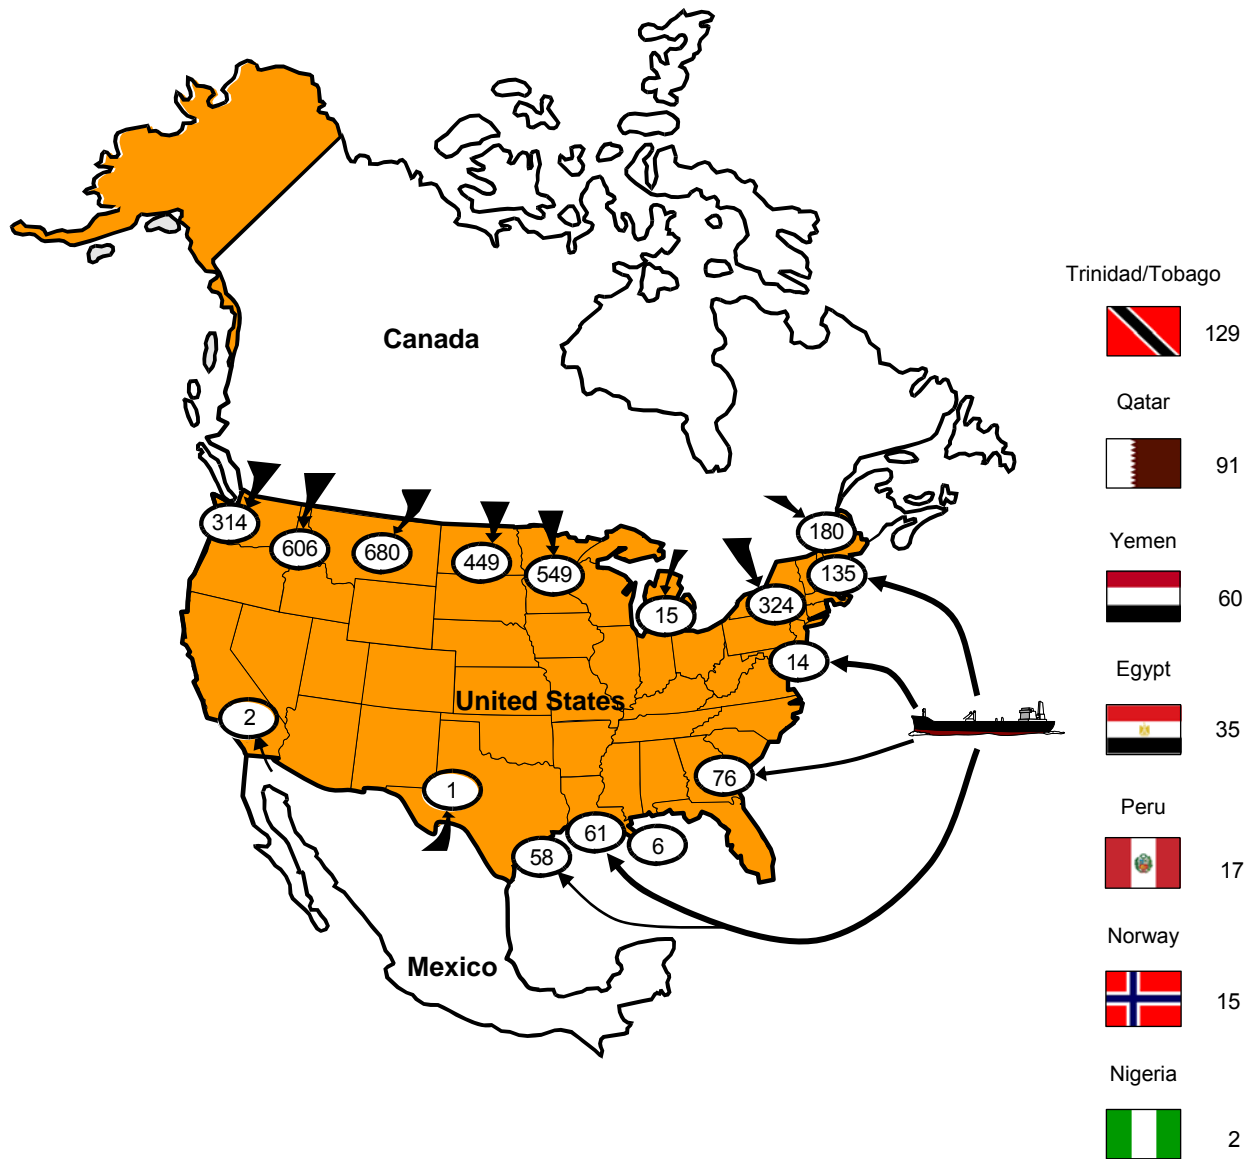 Trinidad/Tobago
129
Canada
Qatar
91
314
606
680
449
549
180
135
15
324
Yemen
60
14
United States
Egypt
35
2
1
76
61
58
6
Peru
17
Mexico
Norway
15
Nigeria
2